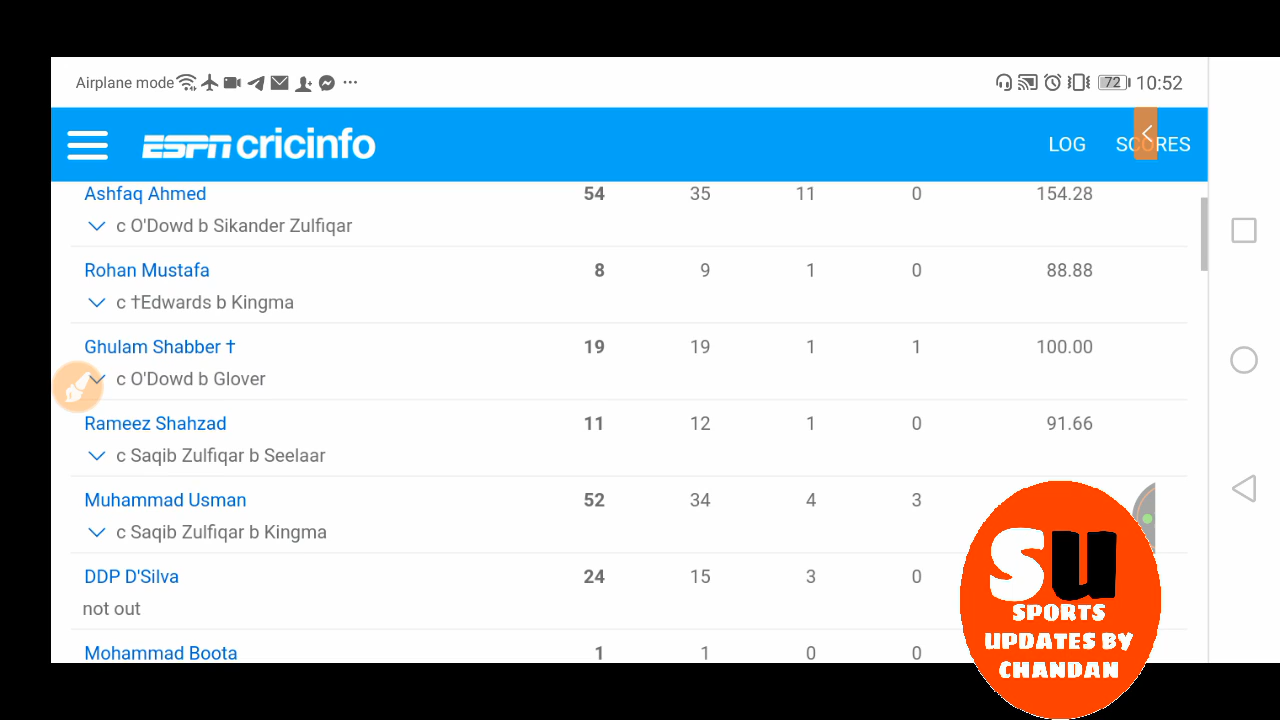 Airplane mode ... 72 10:52
ESPN cricinfo LOG SCORES
Ashfaq Ahmed 54 35 11 0 154.28
c O'Dowd b Sikander Zulfiqar
Rohan Mustafa 8 9 1 0 88.88
c †Edwards b Kingma
Ghulam Shabber † 19 19 1 1 100.00
c O'Dowd b Glover
Rameez Shahzad 11 12 1 0 91.66
c Saqib Zulfiqar b Seelaar
Muhammad Usman 52 34 4 3
c Saqib Zulfiqar b Kingma
DDP D'Silva 24 15 3 0
not out
Mohammad Boota 1 1 0 0
Su
SPORTS
UPDATES BY
CHANDAN